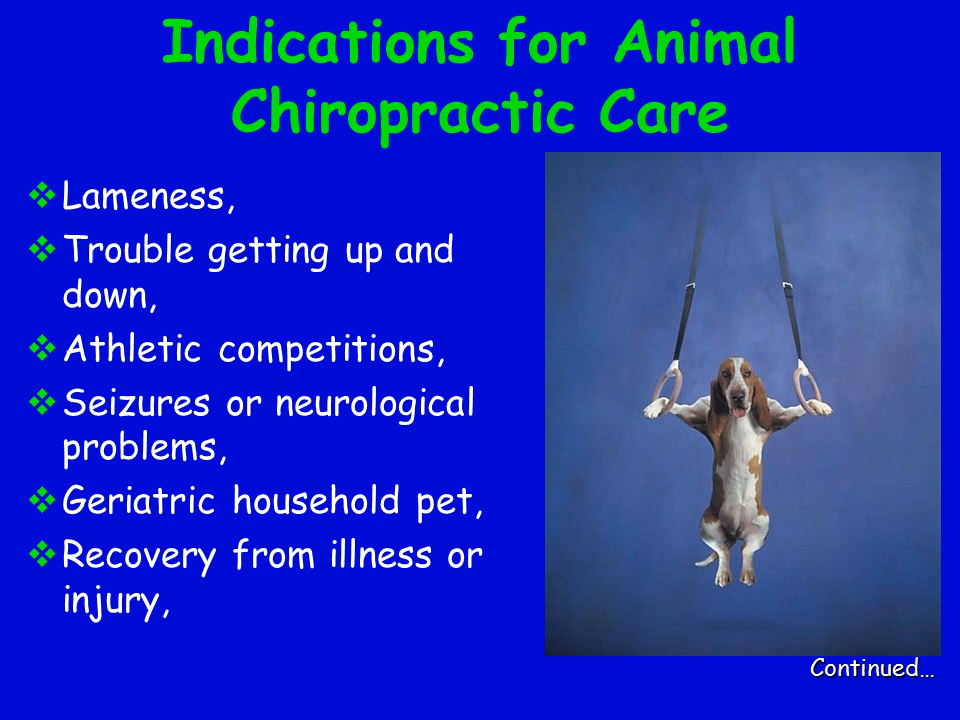 Indications for Animal
Chiropractic Care
Lameness,
Trouble getting up and
down,
Athletic competitions,
Seizures or neurological
problems,
Geriatric household pet,
Recovery from illness or
injury,
Continued…